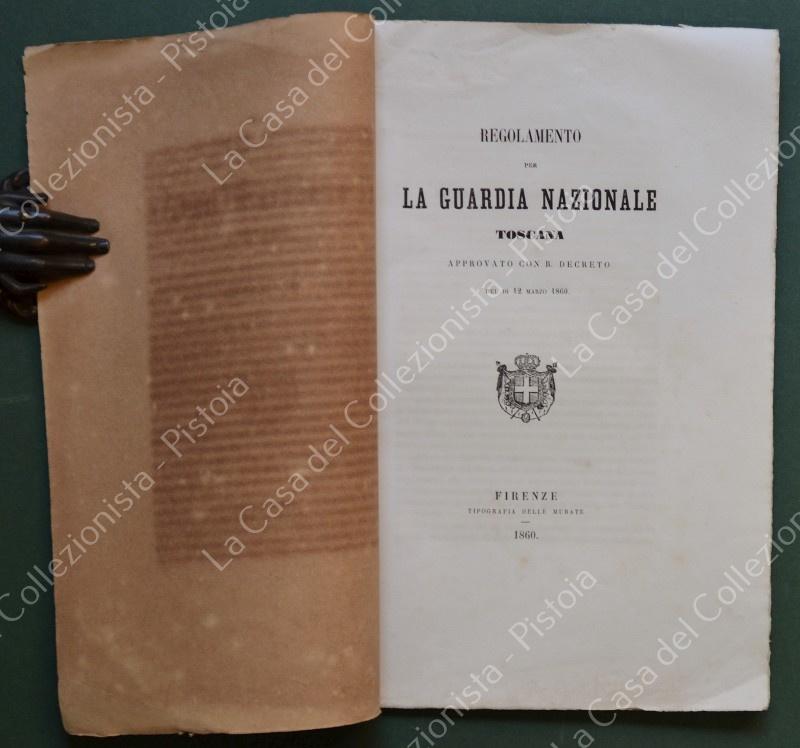 REGOLAMENTO
PER
LA GUARDIA NAZIONALE
TOSCANA
APPROVATO CON R. DECRETO
DEL DI 12 MARZO 1860.
FIRENZE
TIPOGRAFIA DELLE MURATE
1860.
La Casa del Collezionista - Pistoia